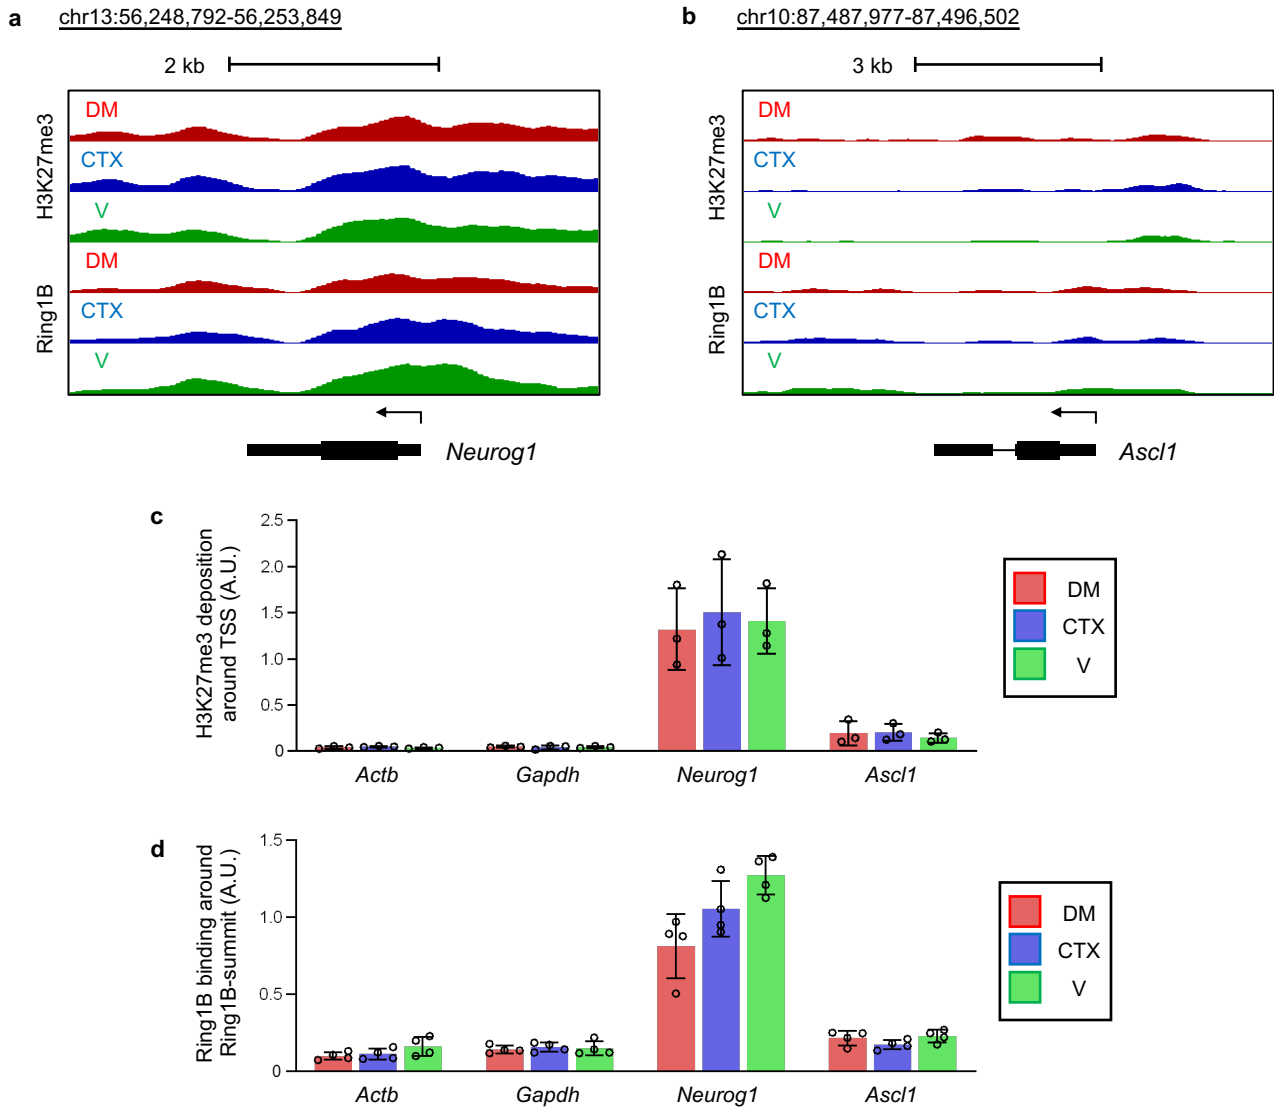 a chr13:56,248,792-56,253,849
2 kb
H3K27me3
DM
CTX
V
Ring1B
DM
CTX
V
Neurog1
b chr10:87,487,977-87,496,502
3 kb
H3K27me3
DM
CTX
V
Ring1B
DM
CTX
V
Ascl1
c
H3K27me3 deposition
around TSS (A.U.)
2.5
2.0
1.5
1.0
0.5
0
Actb Gapdh Neurog1 Ascl1
DM
CTX
V
d
Ring1B binding around
Ring1B-summit (A.U.)
1.5
1.0
0.5
0
Actb Gapdh Neurog1 Ascl1
DM
CTX
V